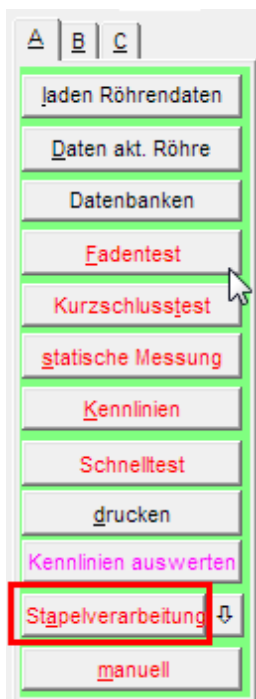 A B C
laden Röhrendaten
Daten akt. Röhre
Datenbanken
Fadentest
Kurzschlusstest
statische Messung
Kennlinien
Schnelltest
drucken
Kennlinien auswerten
Stapelverarbeitung ⇩
manuell